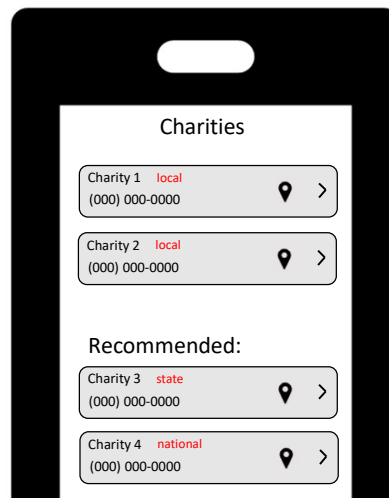 Charities
Charity 1 local
(000) 000-0000
Charity 2 local
(000) 000-0000
Recommended:
Charity 3 state
(000) 000-0000
Charity 4 national
(000) 000-0000